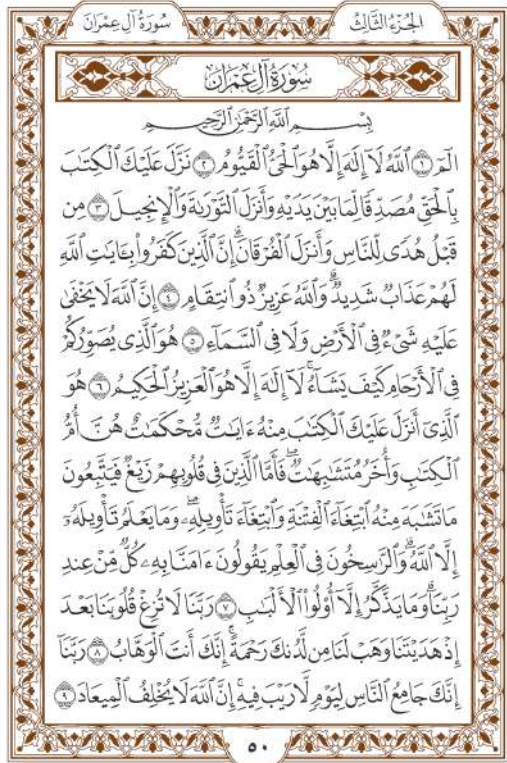 الجُزْءُ الثَّالِثُ
سُورَةُ آلِ عِمْرَانَ
سُورَةُ آلِ عِمْرَانَ
بِسْمِ ٱللَّهِ ٱلرَّحْمَٰنِ ٱلرَّحِيمِ
الٓمٓ ١ ٱللَّهُ لَآ إِلَٰهَ إِلَّا هُوَ ٱلْحَىُّ ٱلْقَيُّومُ ٢ نَزَّلَ عَلَيْكَ ٱلْكِتَٰبَ
بِٱلْحَقِّ مُصَدِّقًا لِّمَا بَيْنَ يَدَيْهِ وَأَنزَلَ ٱلتَّوْرَىٰةَ وَٱلْإِنجِيلَ ٣ مِن
قَبْلُ هُدًى لِّلنَّاسِ وَأَنزَلَ ٱلْفُرْقَانَۗ إِنَّ ٱلَّذِينَ كَفَرُوا۟ بِـَٔايَٰتِ ٱللَّهِ
لَهُمْ عَذَابٌ شَدِيدٌۗ وَٱللَّهُ عَزِيزٌ ذُو ٱنتِقَامٍ ٤ إِنَّ ٱللَّهَ لَا يَخْفَىٰ
عَلَيْهِ شَىْءٌ فِى ٱلْأَرْضِ وَلَا فِى ٱلسَّمَآءِ ٥ هُوَ ٱلَّذِى يُصَوِّرُكُمْ
فِى ٱلْأَرْحَامِ كَيْفَ يَشَآءُۚ لَآ إِلَٰهَ إِلَّا هُوَ ٱلْعَزِيزُ ٱلْحَكِيمُ ٦ هُوَ
ٱلَّذِىٓ أَنزَلَ عَلَيْكَ ٱلْكِتَٰبَ مِنْهُ ءَايَٰتٌ مُّحْكَمَٰتٌ هُنَّ أُمُّ
ٱلْكِتَٰبِ وَأُخَرُ مُتَشَٰبِهَٰتٌۖ فَأَمَّا ٱلَّذِينَ فِى قُلُوبِهِمْ زَيْغٌ فَيَتَّبِعُونَ
مَا تَشَٰبَهَ مِنْهُ ٱبْتِغَآءَ ٱلْفِتْنَةِ وَٱبْتِغَآءَ تَأْوِيلِهِۦۗ وَمَا يَعْلَمُ تَأْوِيلَهُۥٓ
إِلَّا ٱللَّهُۗ وَٱلرَّٰسِخُونَ فِى ٱلْعِلْمِ يَقُولُونَ ءَامَنَّا بِهِۦ كُلٌّ مِّنْ عِندِ
رَبِّنَاۗ وَمَا يَذَّكَّرُ إِلَّآ أُو۟لُوا۟ ٱلْأَلْبَٰبِ ٧ رَبَّنَا لَا تُزِغْ قُلُوبَنَا بَعْدَ
إِذْ هَدَيْتَنَا وَهَبْ لَنَا مِن لَّدُنكَ رَحْمَةًۚ إِنَّكَ أَنتَ ٱلْوَهَّابُ ٨ رَبَّنَآ
إِنَّكَ جَامِعُ ٱلنَّاسِ لِيَوْمٍ لَّا رَيْبَ فِيهِۚ إِنَّ ٱللَّهَ لَا يُخْلِفُ ٱلْمِيعَادَ ٩
٥٠